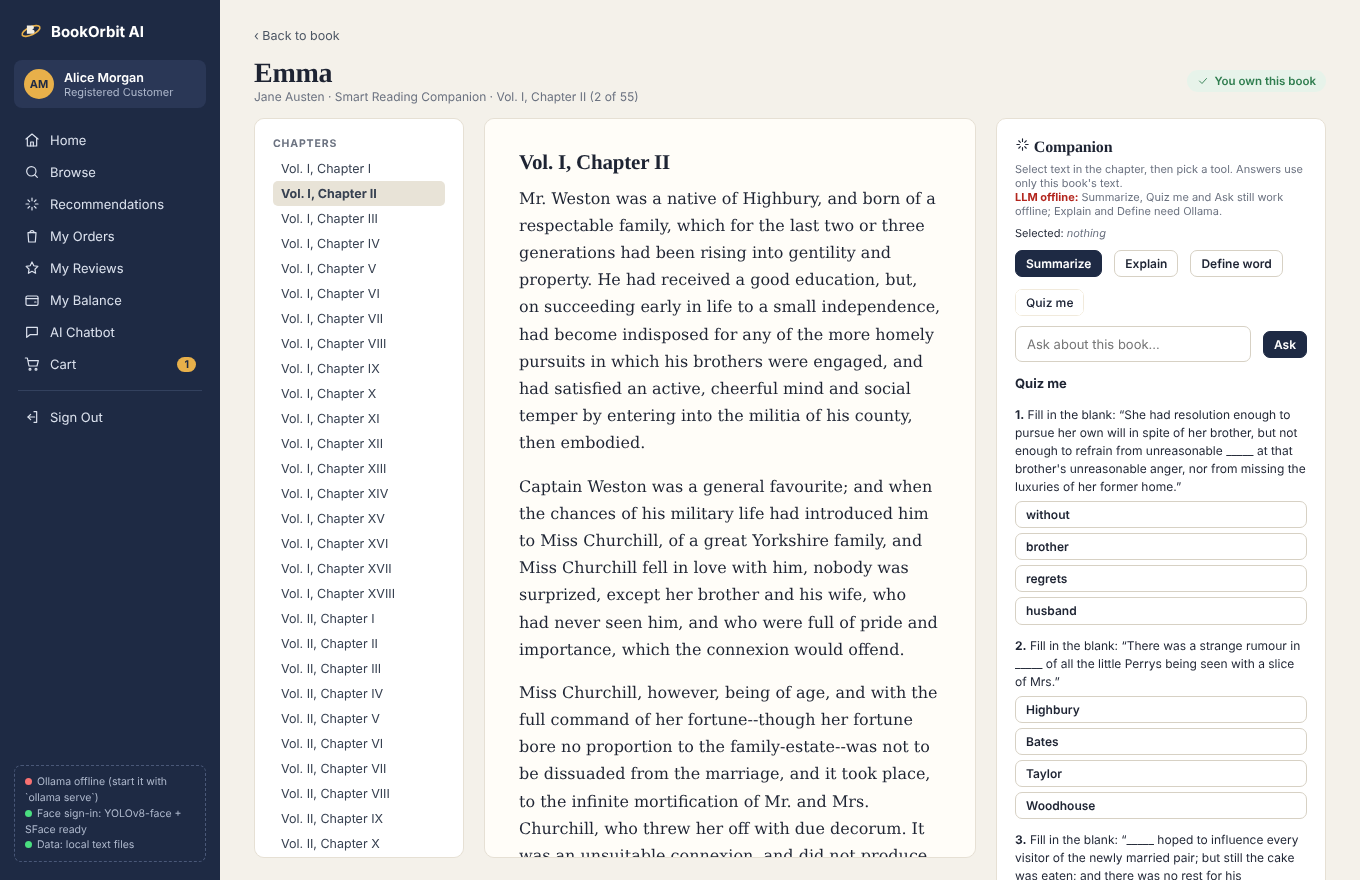 BookOrbit AI
AM
Alice Morgan
Registered Customer
Home
Browse
Recommendations
My Orders
My Reviews
My Balance
AI Chatbot
Cart
1
Sign Out
Ollama offline (start it with
`ollama serve`)
Face sign-in: YOLOv8-face +
SFace ready
Data: local text files
‹ Back to book
Emma
Jane Austen · Smart Reading Companion · Vol. I, Chapter II (2 of 55)
You own this book
CHAPTERS
Vol. I, Chapter I
Vol. I, Chapter II
Vol. I, Chapter III
Vol. I, Chapter IV
Vol. I, Chapter V
Vol. I, Chapter VI
Vol. I, Chapter VII
Vol. I, Chapter VIII
Vol. I, Chapter IX
Vol. I, Chapter X
Vol. I, Chapter XI
Vol. I, Chapter XII
Vol. I, Chapter XIII
Vol. I, Chapter XIV
Vol. I, Chapter XV
Vol. I, Chapter XVI
Vol. I, Chapter XVII
Vol. I, Chapter XVIII
Vol. II, Chapter I
Vol. II, Chapter II
Vol. II, Chapter III
Vol. II, Chapter IV
Vol. II, Chapter V
Vol. II, Chapter VI
Vol. II, Chapter VII
Vol. II, Chapter VIII
Vol. II, Chapter IX
Vol. II, Chapter X
Vol. I, Chapter II
Mr. Weston was a native of Highbury, and born of a
respectable family, which for the last two or three
generations had been rising into gentility and
property. He had received a good education, but,
on succeeding early in life to a small independence,
had become indisposed for any of the more homely
pursuits in which his brothers were engaged, and
had satisfied an active, cheerful mind and social
temper by entering into the militia of his county,
then embodied.
Captain Weston was a general favourite; and when
the chances of his military life had introduced him
to Miss Churchill, of a great Yorkshire family, and
Miss Churchill fell in love with him, nobody was
surprized, except her brother and his wife, who
had never seen him, and who were full of pride and
importance, which the connexion would offend.
Miss Churchill, however, being of age, and with the
full command of her fortune--though her fortune
bore no proportion to the family-estate--was not to
be dissuaded from the marriage, and it took place,
to the infinite mortification of Mr. and Mrs.
Churchill, who threw her off with due decorum. It
was an unsuitable connexion, and did not produce
Companion
Select text in the chapter, then pick a tool. Answers use
only this book's text.
LLM offline: Summarize, Quiz me and Ask still work
offline; Explain and Define need Ollama.
Selected: nothing
Summarize
Explain
Define word
Quiz me
Ask about this book...
Ask
Quiz me
1. Fill in the blank: “She had resolution enough to
pursue her own will in spite of her brother, but not
enough to refrain from unreasonable _____ at that
brother's unreasonable anger, nor from missing the
luxuries of her former home.”
without
brother
regrets
husband
2. Fill in the blank: “There was a strange rumour in
_____ of all the little Perrys being seen with a slice
of Mrs.”
Highbury
Bates
Taylor
Woodhouse
3. Fill in the blank: “_____ hoped to influence every
visitor of the newly married pair; but still the cake
was eaten; and there was no rest for his